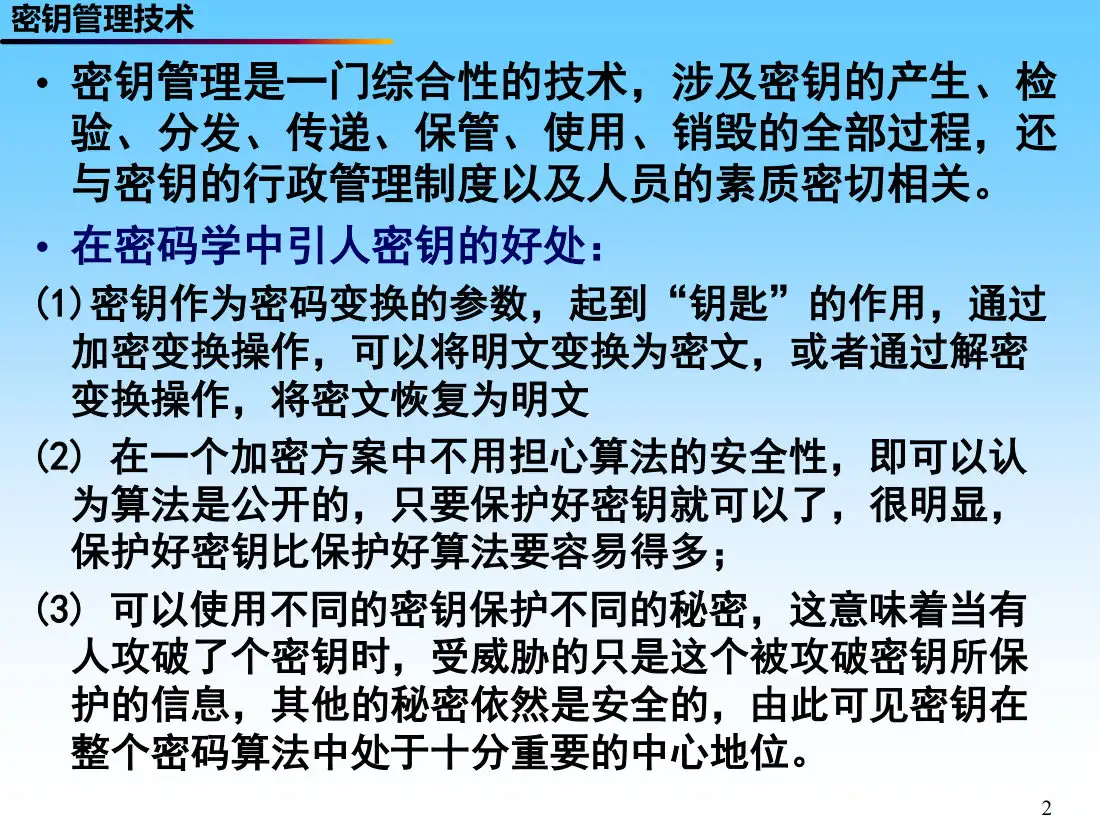 密钥管理技术
• 密钥管理是一门综合性的技术，涉及密钥的产生、检
验、分发、传递、保管、使用、销毁的全部过程，还
与密钥的行政管理制度以及人员的素质密切相关。
• 在密码学中引人密钥的好处：
(1)密钥作为密码变换的参数，起到“钥匙”的作用，通过
加密变换操作，可以将明文变换为密文，或者通过解密
变换操作，将密文恢复为明文
(2) 在一个加密方案中不用担心算法的安全性，即可以认
为算法是公开的，只要保护好密钥就可以了，很明显，
保护好密钥比保护好算法要容易得多；
(3) 可以使用不同的密钥保护不同的秘密，这意味着当有
人攻破了个密钥时，受威胁的只是这个被攻破密钥所保
护的信息，其他的秘密依然是安全的，由此可见密钥在
整个密码算法中处于十分重要的中心地位。
2